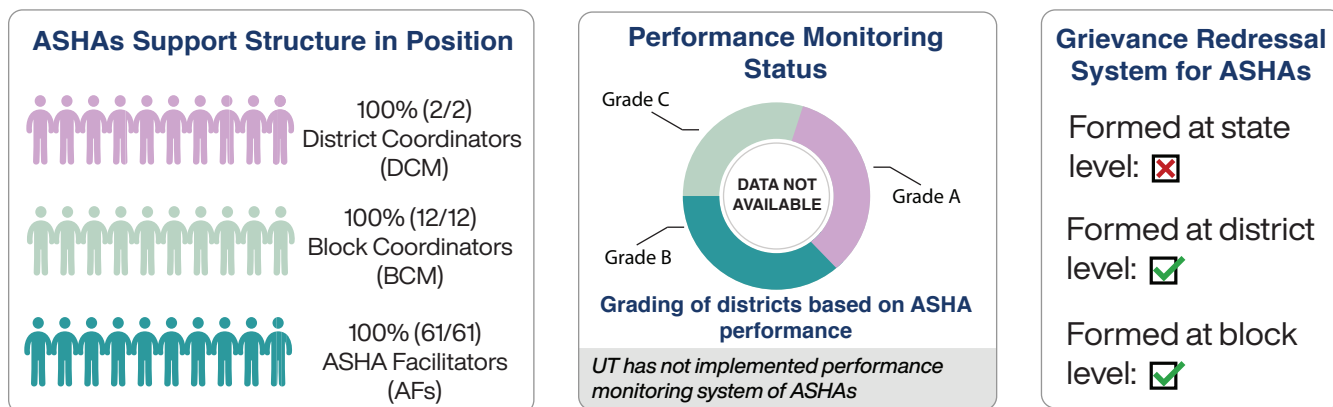 ASHAs Support Structure in Position
100% (2/2)
District Coordinators
(DCM)
100% (12/12)
Block Coordinators
(BCM)
100% (61/61)
ASHA Facilitators
(AFs)
Performance Monitoring
Status
Grade C
DATA NOT
AVAILABLE
Grade A
Grade B
Grading of districts based on ASHA
performance
UT has not implemented performance
monitoring system of ASHAs
Grievance Redressal
System for ASHAs
Formed at state
level:
Formed at district
level:
Formed at block
level: